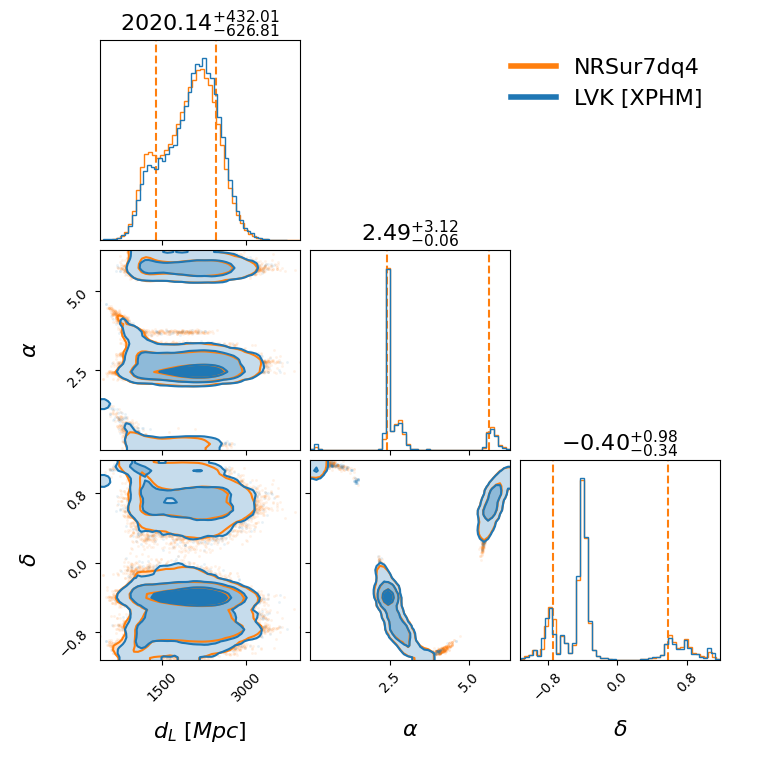 2020.14^{+432.01}_{−626.81}
NRSur7dq4
LVK [XPHM]
2.49^{+3.12}_{−0.06}
5.0
2.5
α
−0.40^{+0.98}_{−0.34}
0.8
0.0
−0.8
δ
1500 3000
2.5 5.0
−0.8 0.0 0.8
d_L [Mpc]
α
δ